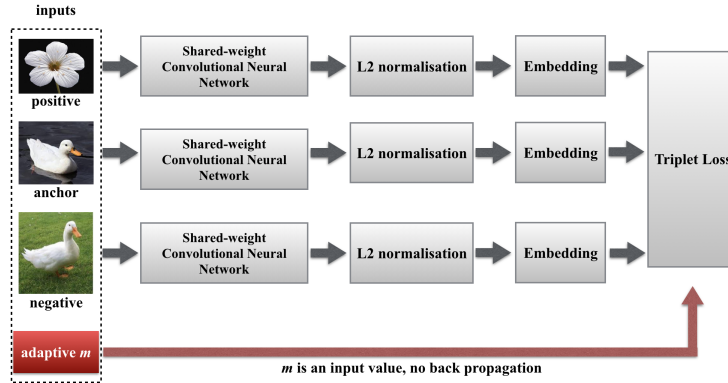 inputs
positive
Shared-weight
Convolutional Neural
Network
L2 normalisation
Embedding
anchor
Shared-weight
Convolutional Neural
Network
L2 normalisation
Embedding
Triplet Loss
negative
Shared-weight
Convolutional Neural
Network
L2 normalisation
Embedding
adaptive m
m is an input value, no back propagation